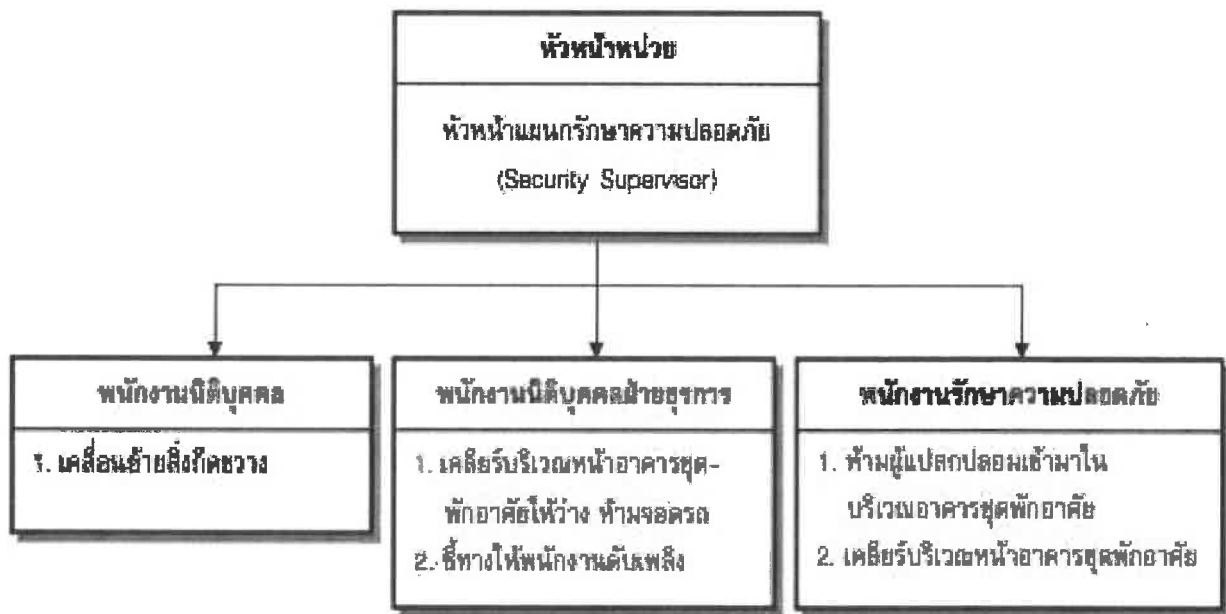 หัวหน้าหน่วย
หัวหน้าแผนกรักษาความปลอดภัย
(Security Supervisor)
พนักงานนิติบุคคล
1. เคลื่อนย้ายสิ่งกีดขวาง
พนักงานนิติบุคคลฝ่ายธุรการ
1. เคลียร์บริเวณหน้าอาคารชุด-
พักอาศัยให้ว่าง ห้ามจอดรถ
2. ชี้ทางให้พนักงานดับเพลิง
พนักงานรักษาความปลอดภัย
1. ห้ามผู้แปลกปลอมเข้ามาใน
บริเวณอาคารชุดพักอาศัย
2. เคลียร์บริเวณหน้าอาคารชุดพักอาศัย